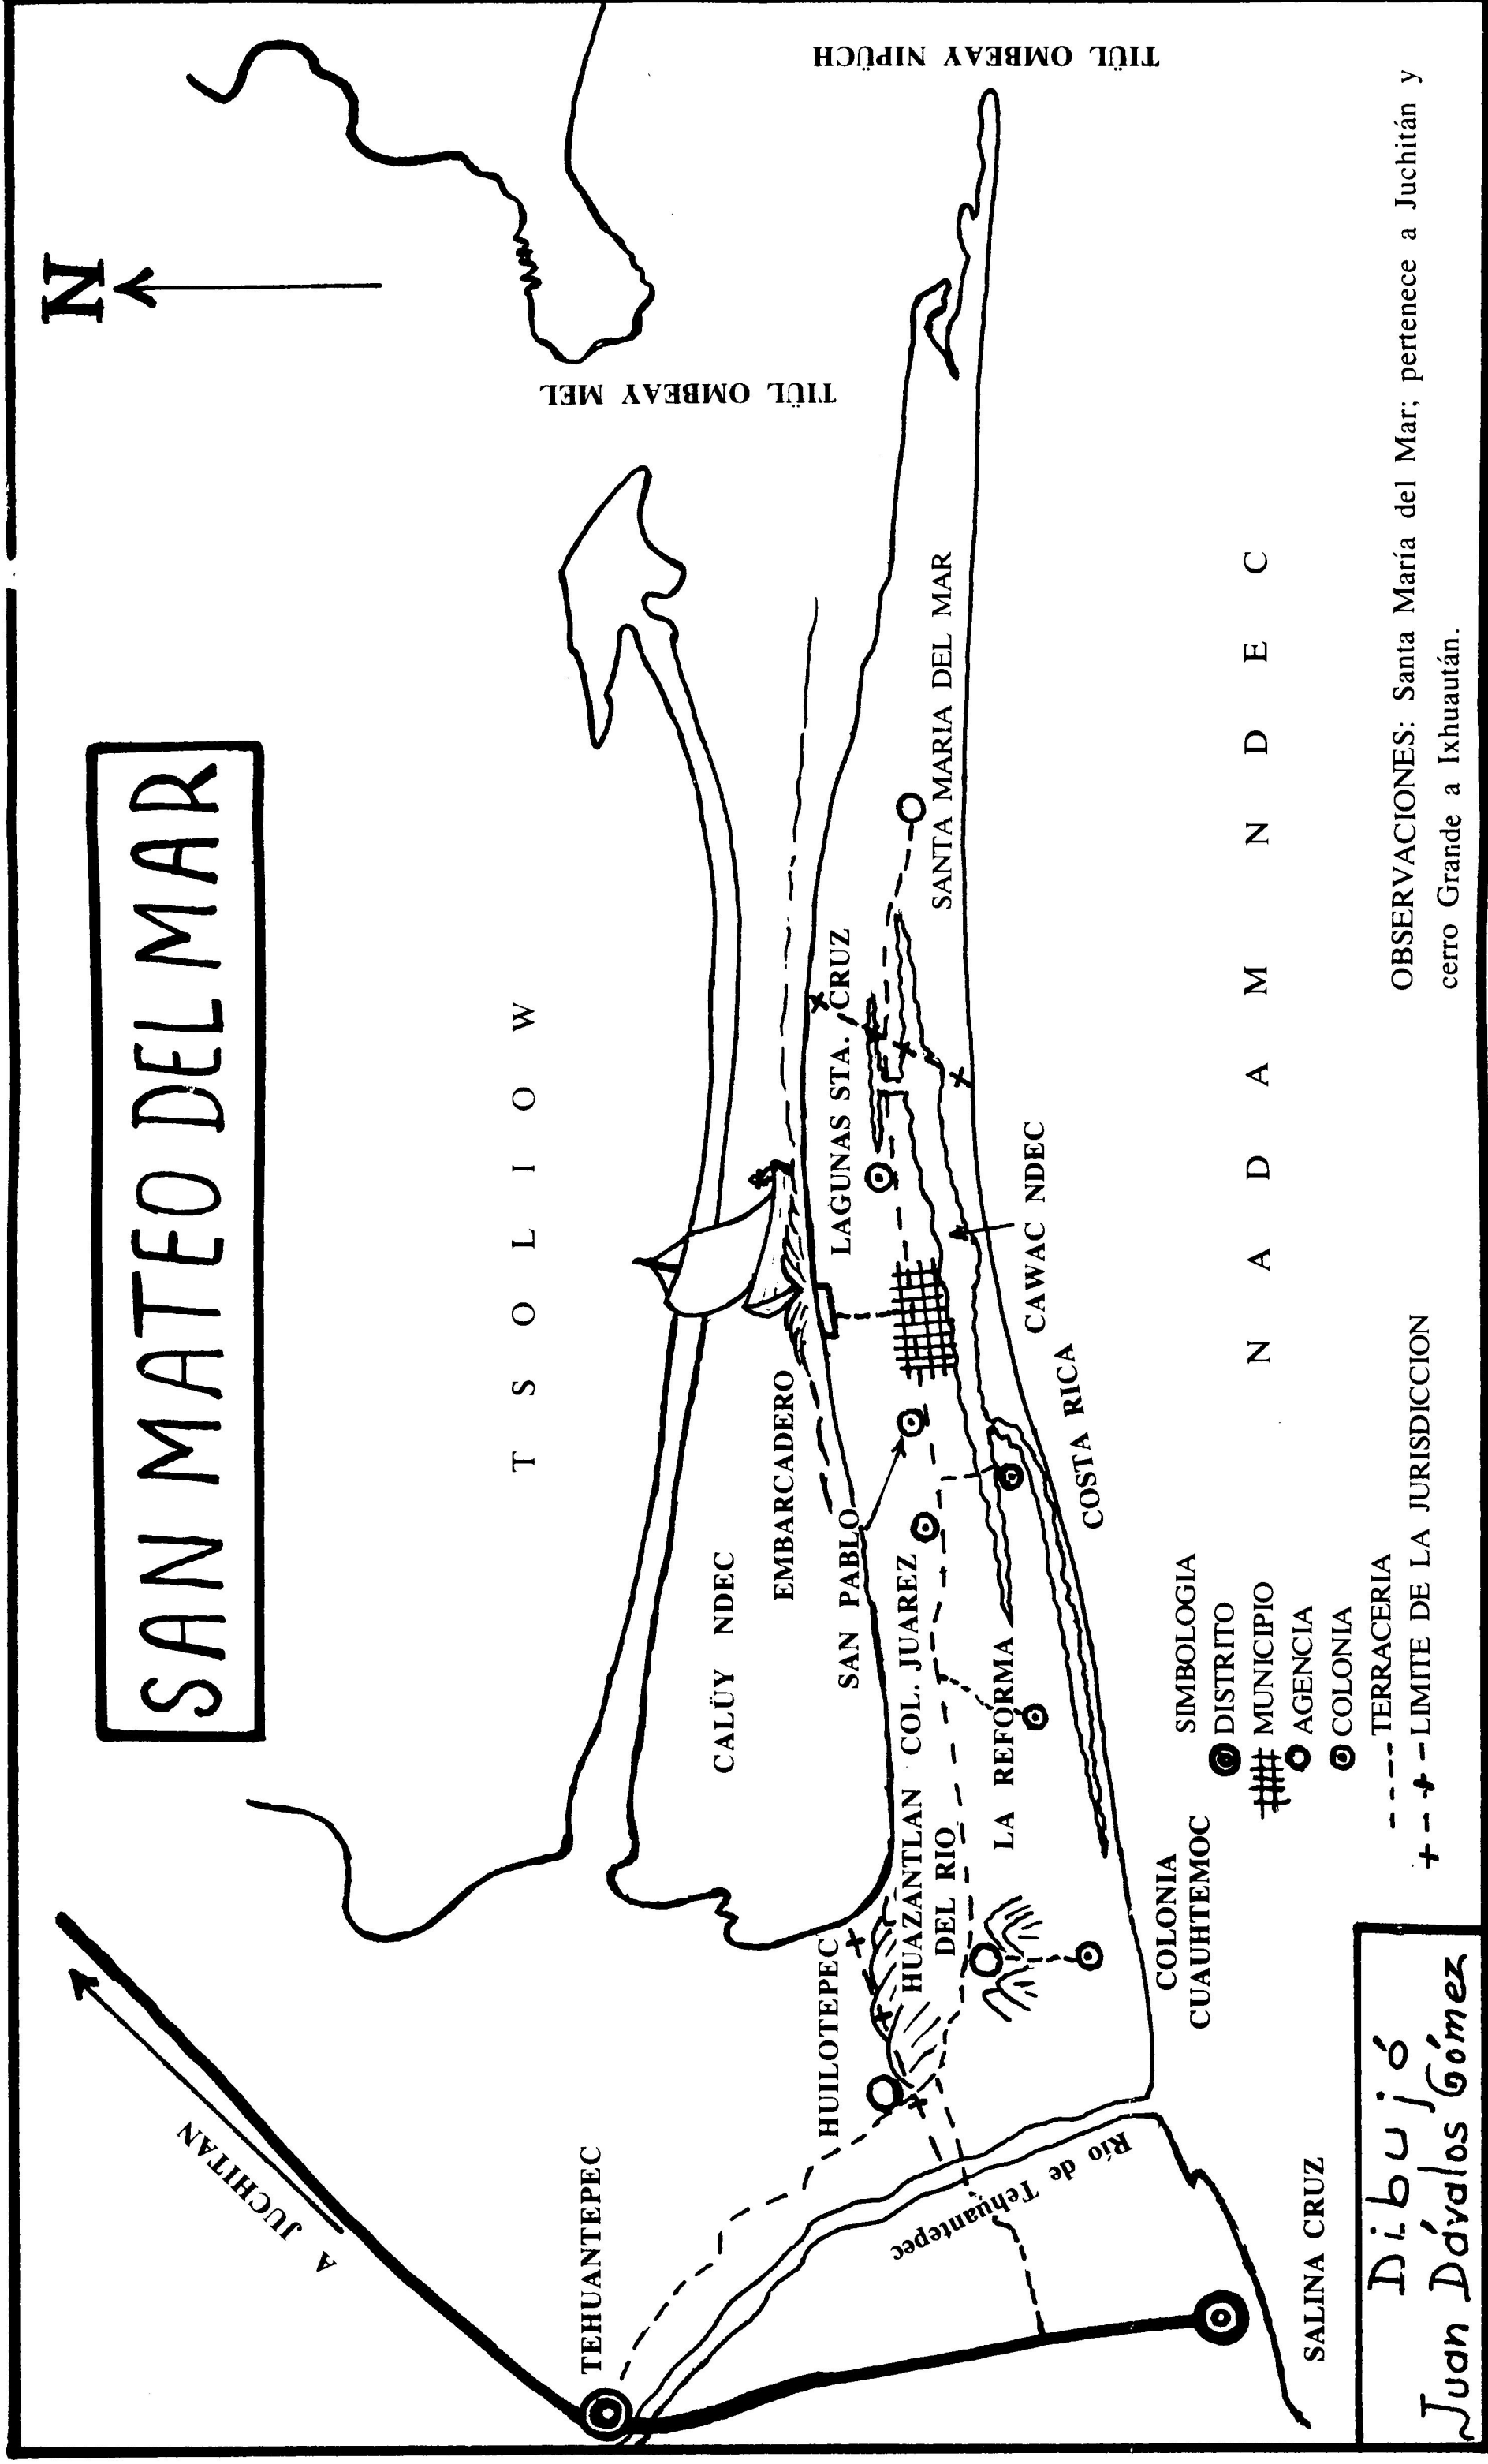 SAN MATEO DEL MAR
N
A JUCHITAN
TEHUANTEPEC
T S O L I O W
TIÜL OMBEAY MEL
TIÜL OMBEAY NIPÜCH
CALÜY NDEC
EMBARCADERO
HUILOTEPEC
SAN PABLO
LAGUNAS STA. CRUZ
HUAZANTLAN
DEL RIO
COL. JUAREZ
SANTA MARIA DEL MAR
LA REFORMA
CAWAC NDEC
COSTA RICA
Río de Tehuantepec
COLONIA
CUAUHTEMOC
SALINA CRUZ
N A D A M N D E C
SIMBOLOGIA
DISTRITO
MUNICIPIO
AGENCIA
COLONIA
TERRACERIA
LIMITE DE LA JURISDICCION
OBSERVACIONES: Santa María del Mar; pertenece a Juchitán y
cerro Grande a Ixhuaután.
Dibujó
Juan Dávalos Gómez